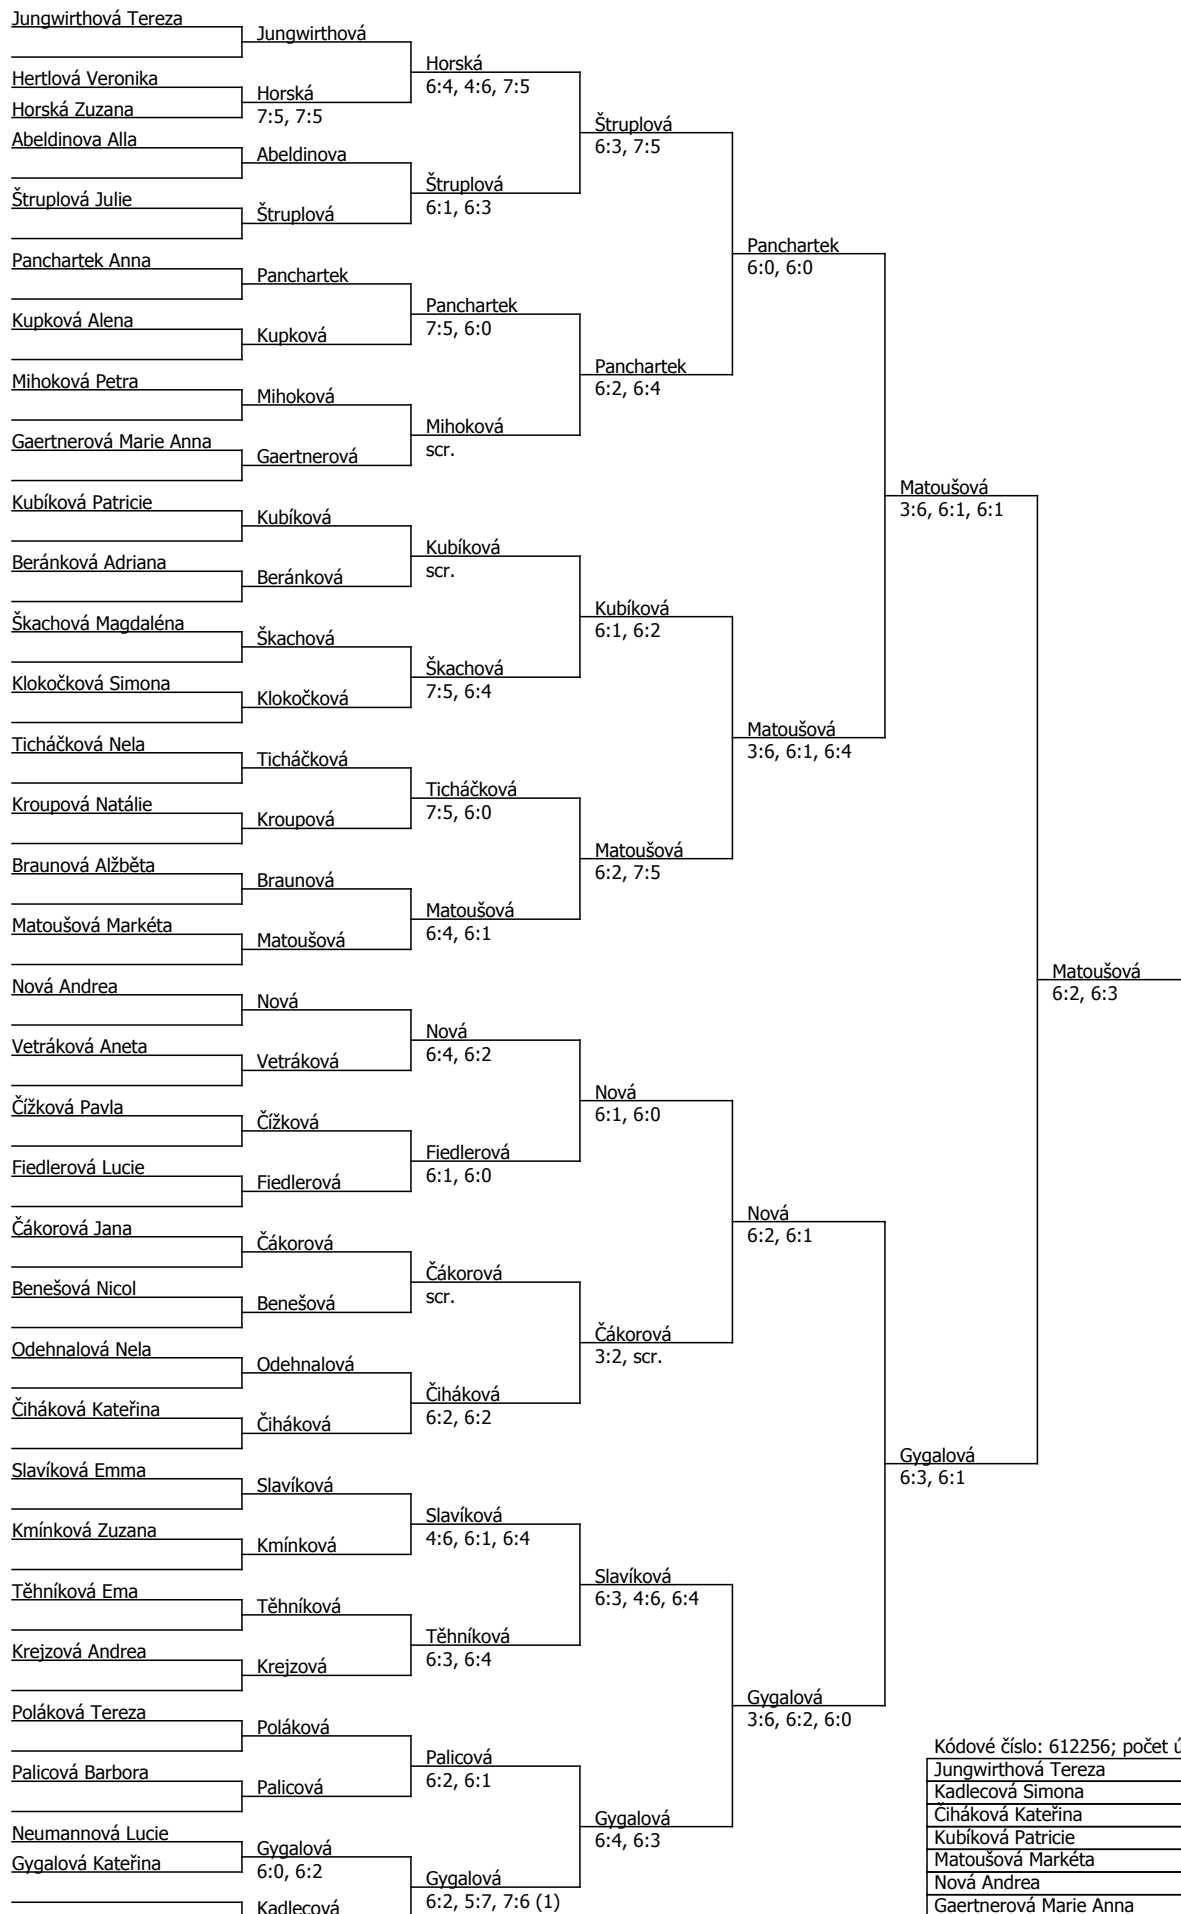 Jungwirthová Tereza
Hertlová Veronika
Horská Zuzana
Abeldinova Alla
Štruplová Julie
Panchartek Anna
Kupková Alena
Mihoková Petra
Gaertnerová Marie Anna
Kubíková Patricie
Beránková Adriana
Škachová Magdaléna
Klokočková Simona
Ticháčková Nela
Kroupová Natálie
Braunová Alžběta
Matoušová Markéta
Nová Andrea
Vetráková Aneta
Čížková Pavla
Fiedlerová Lucie
Čákorová Jana
Benešová Nicol
Odehnalová Nela
Čiháková Kateřina
Slavíková Emma
Kmínková Zuzana
Těhníková Ema
Krejzová Andrea
Poláková Tereza
Palicová Barbora
Neumannová Lucie
Gygalová Kateřina
Jungwirthová
Horská
7:5, 7:5
Abeldinova
Štruplová
Panchartek
Kupková
Mihoková
Gaertnerová
Kubíková
Beránková
Škachová
Klokočková
Ticháčková
Kroupová
Braunová
Matoušová
Nová
Vetráková
Čížková
Fiedlerová
Čákorová
Benešová
Odehnalová
Čiháková
Slavíková
Kmínková
Těhníková
Krejzová
Poláková
Palicová
Gygalová
6:0, 6:2
Kadlecová
Horská
6:4, 4:6, 7:5
Štruplová
6:1, 6:3
Panchartek
7:5, 6:0
Mihoková
scr.
Kubíková
scr.
Škachová
7:5, 6:4
Ticháčková
7:5, 6:0
Matoušová
6:4, 6:1
Nová
6:4, 6:2
Fiedlerová
6:1, 6:0
Čákorová
scr.
Čiháková
6:2, 6:2
Slavíková
4:6, 6:1, 6:4
Těhníková
6:3, 6:4
Palicová
6:2, 6:1
Gygalová
6:2, 5:7, 7:6 (1)
Štruplová
6:3, 7:5
Panchartek
6:2, 6:4
Kubíková
6:1, 6:2
Matoušová
6:2, 7:5
Nová
6:1, 6:0
Čákorová
3:2, scr.
Slavíková
6:3, 4:6, 6:4
Gygalová
6:4, 6:3
Panchartek
6:0, 6:0
Matoušová
3:6, 6:1, 6:4
Nová
6:2, 6:1
Gygalová
3:6, 6:2, 6:0
Matoušová
3:6, 6:1, 6:1
Gygalová
6:3, 6:1
Matoušová
6:2, 6:3
Kódové číslo: 612256; počet ú
Jungwirthová Tereza
Kadlecová Simona
Čiháková Kateřina
Kubíková Patricie
Matoušová Markéta
Nová Andrea
Gaertnerová Marie Anna